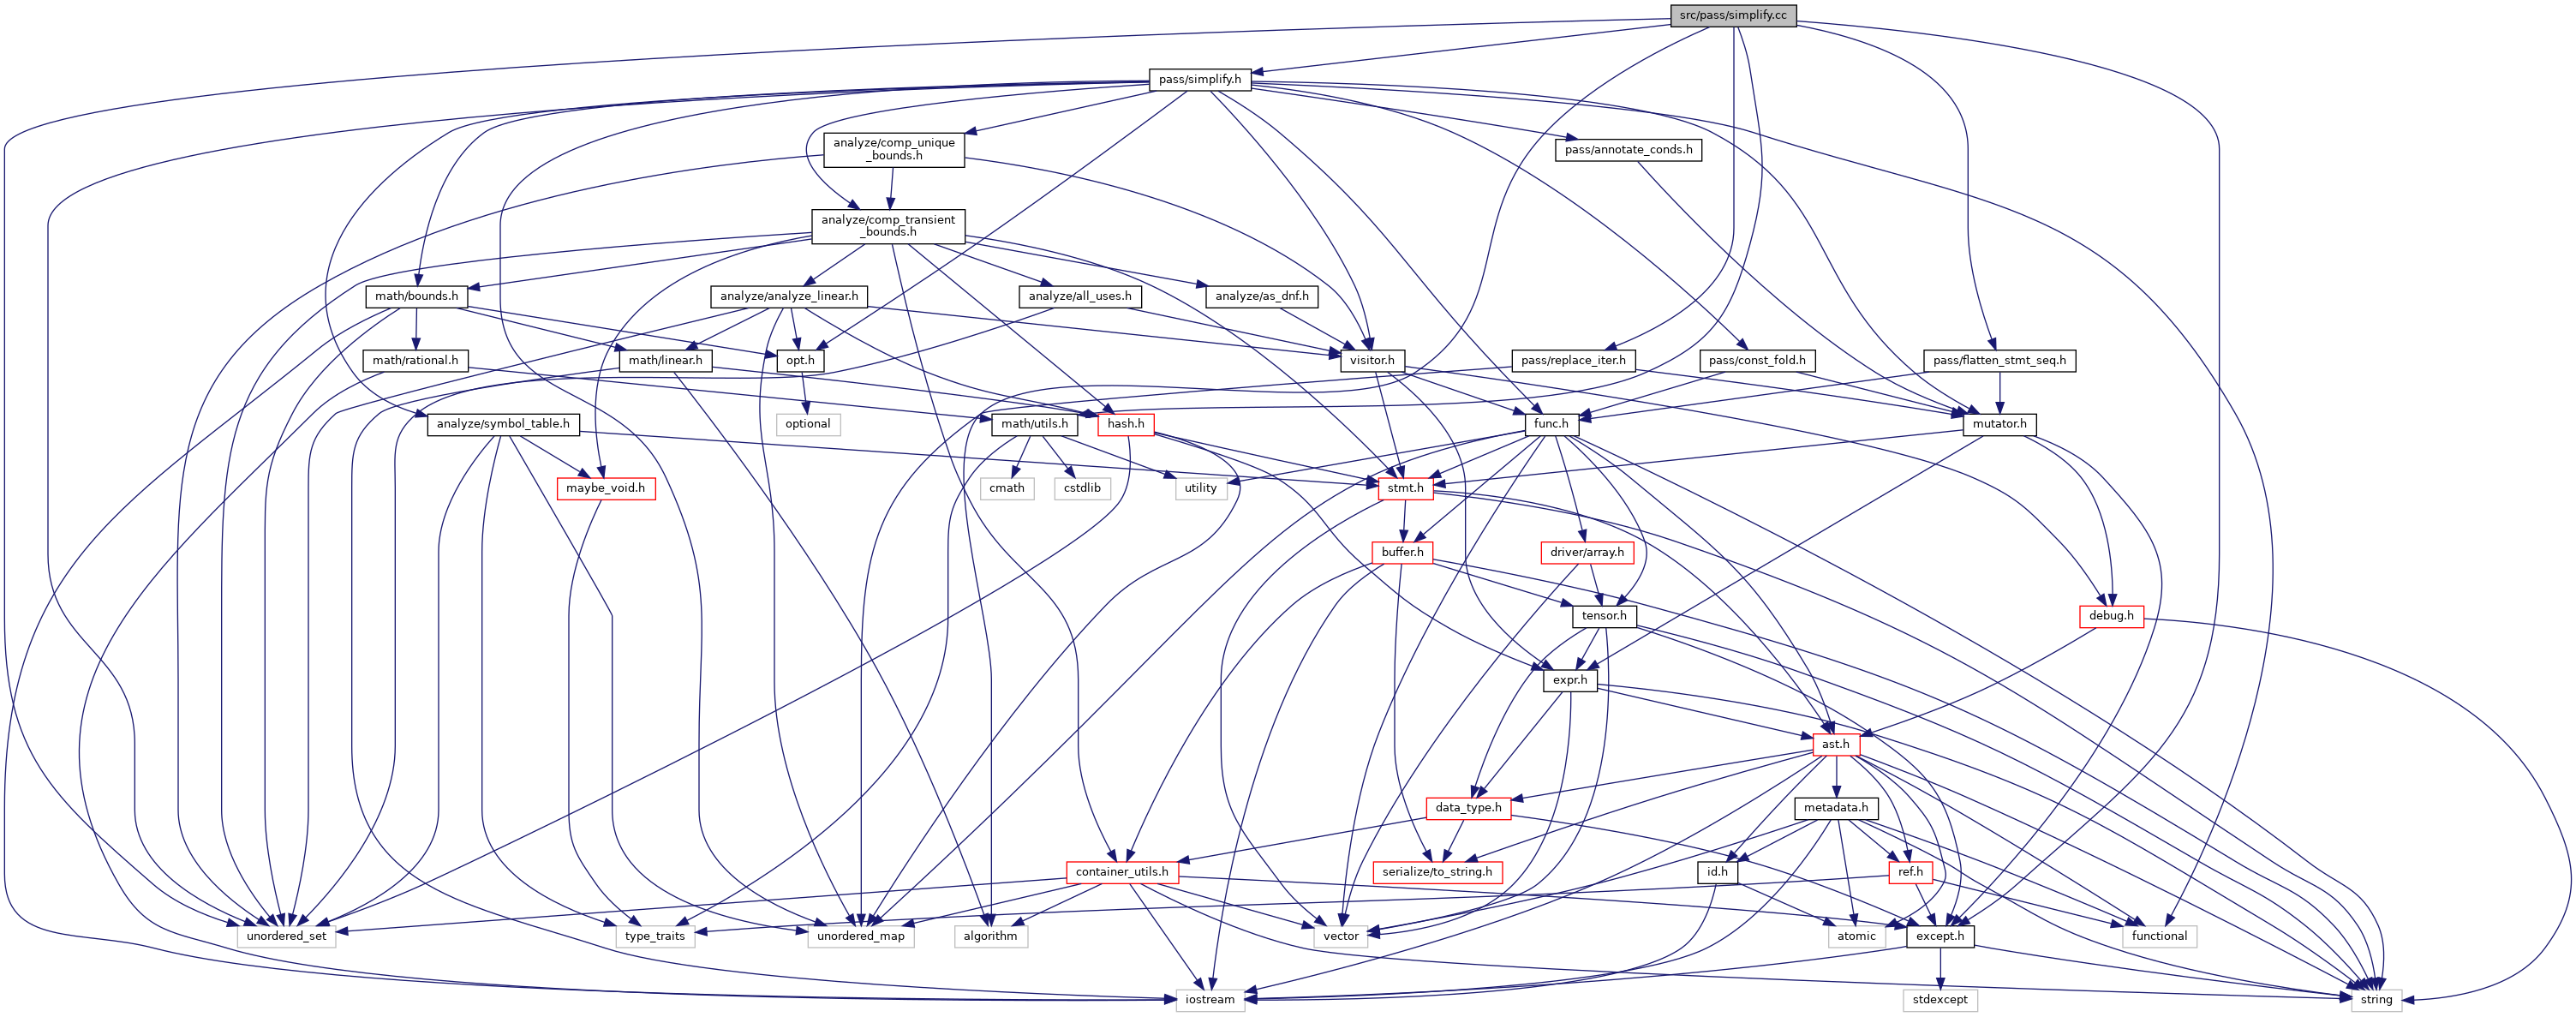 src/pass/simplify.cc
pass/simplify.h
analyze/comp_unique
_bounds.h
pass/annotate_conds.h
analyze/comp_transient
_bounds.h
math/bounds.h
analyze/analyze_linear.h
analyze/all_uses.h
analyze/as_dnf.h
math/rational.h
math/linear.h
opt.h
visitor.h
pass/replace_iter.h
pass/const_fold.h
pass/flatten_stmt_seq.h
analyze/symbol_table.h
optional
math/utils.h
hash.h
func.h
mutator.h
maybe_void.h
cmath
cstdlib
utility
stmt.h
buffer.h
driver/array.h
tensor.h
debug.h
expr.h
ast.h
data_type.h
metadata.h
container_utils.h
serialize/to_string.h
id.h
ref.h
unordered_set
type_traits
unordered_map
algorithm
vector
atomic
except.h
functional
iostream
stdexcept
string